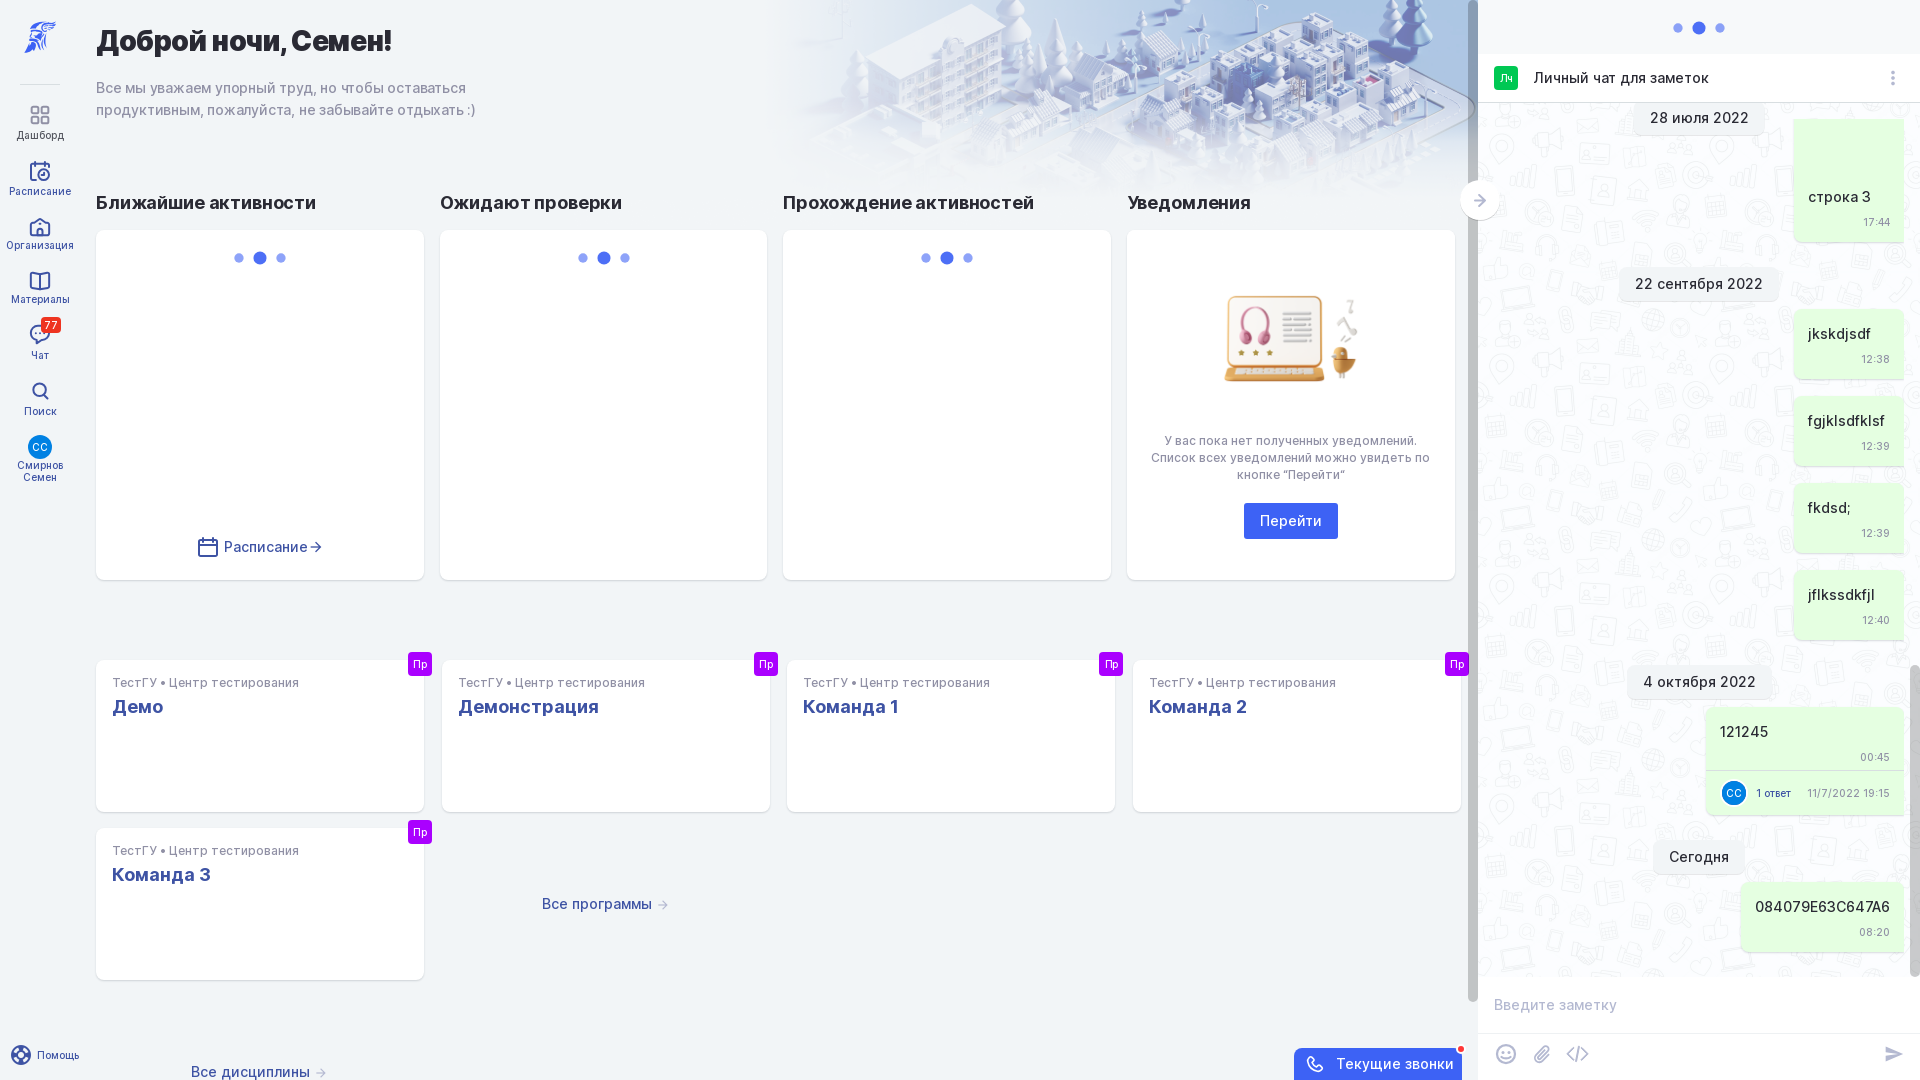 Дашборд
Расписание
Организация
Материалы
77
Чат
Поиск
СС
Смирнов
Семен
Помощь
Доброй ночи, Семен!
Все мы уважаем упорный труд, но чтобы оставаться
продуктивным, пожалуйста, не забывайте отдыхать :)
Ближайшие активности
Расписание
Ожидают проверки
Прохождение активностей
Уведомления
У вас пока нет полученных уведомлений.
Список всех уведомлений можно увидеть по
кнопке “Перейти“
Перейти
Пр
ТестГУ • Центр тестирования
Демо
Пр
ТестГУ • Центр тестирования
Демонстрация
Пр
ТестГУ • Центр тестирования
Команда 1
Пр
ТестГУ • Центр тестирования
Команда 2
Пр
ТестГУ • Центр тестирования
Команда 3
Все программы
Все дисциплины
Текущие звонки
Лч
Личный чат для заметок
28 июля 2022
строка 3
17:44
22 сентября 2022
jkskdjsdf
12:38
fgjklsdfklsf
12:39
fkdsd;
12:39
jflkssdkfjl
12:40
4 октября 2022
121245
00:45
СС
1 ответ
11/7/2022 19:15
Сегодня
084079E63C647A6
08:20
Введите заметку